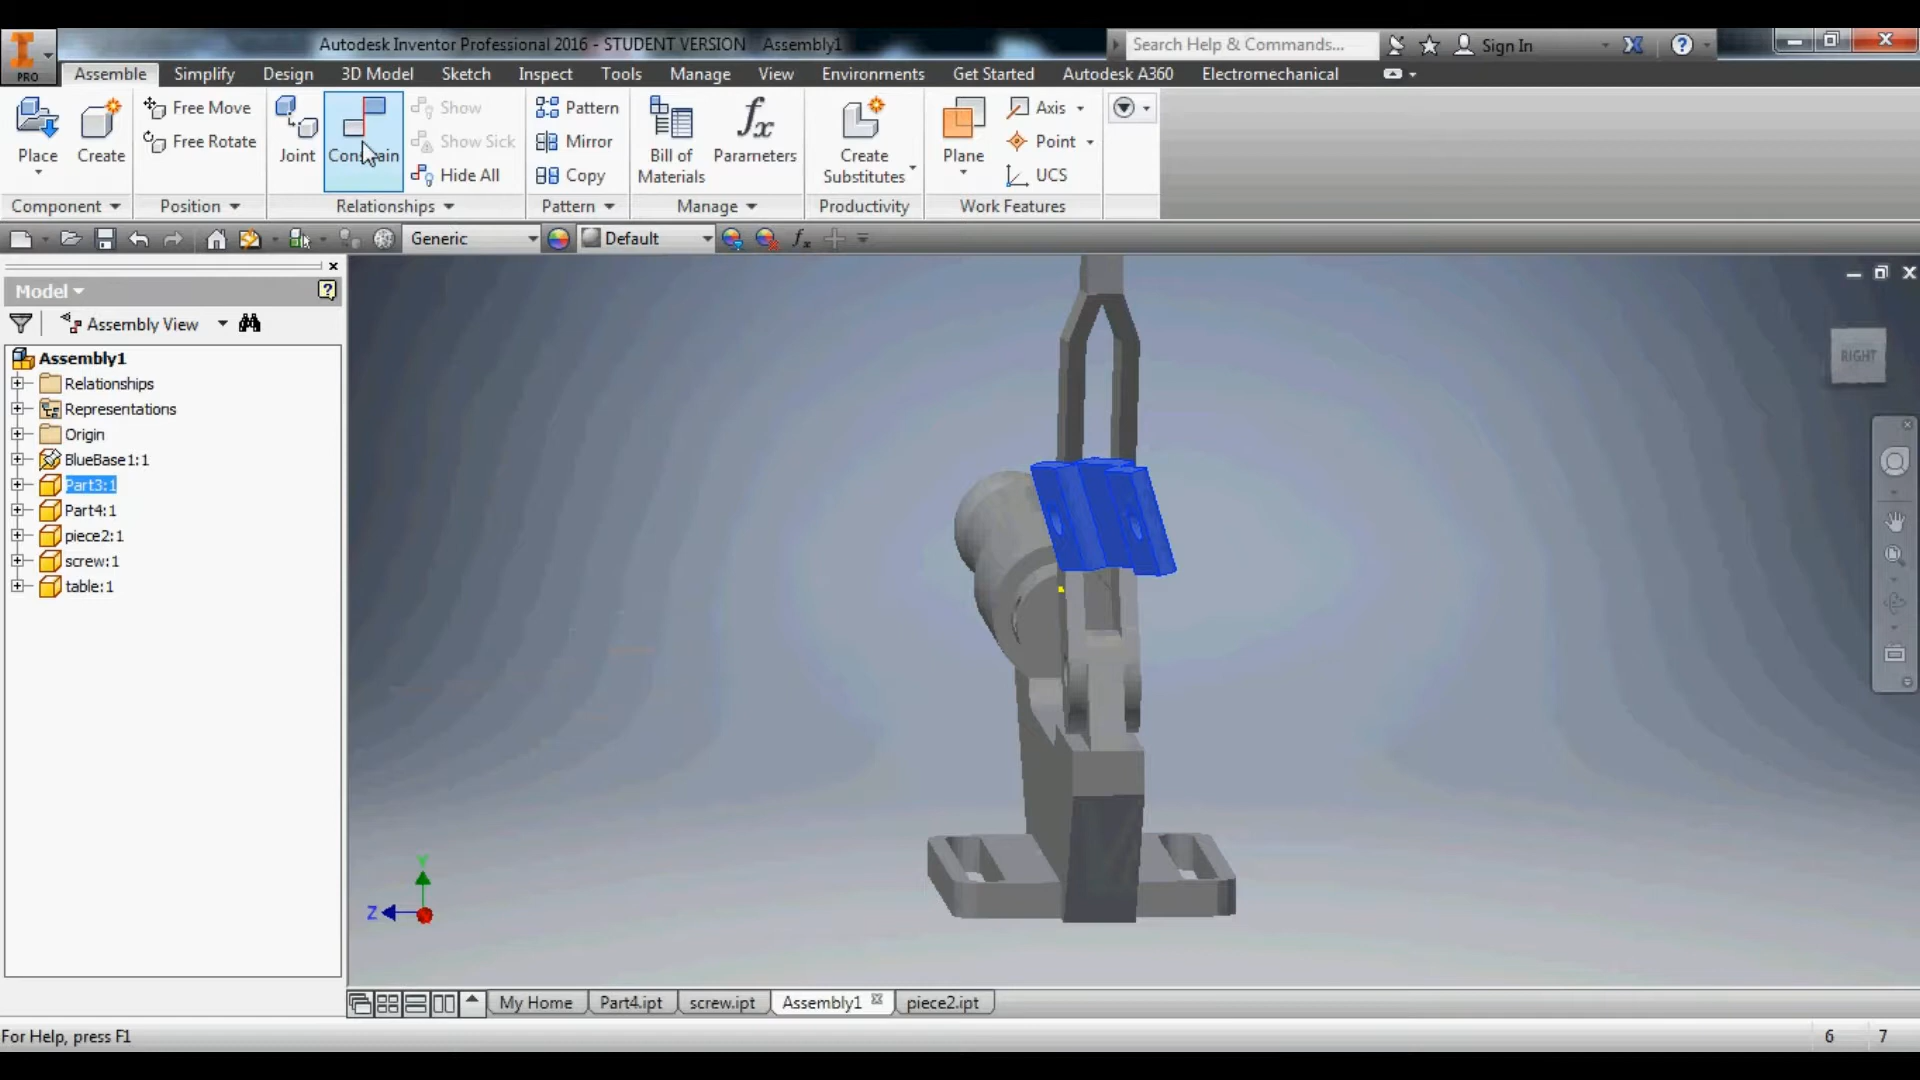 Autodesk Inventor Professional 2016 - STUDENT VERSION Assembly1
Search Help & Commands...
Sign In
PRO
Assemble Simplify Design 3D Model Sketch Inspect Tools Manage View Environments Get Started Autodesk A360 Electromechanical
Place
Create
Free Move
Free Rotate
Joint
Constrain
Show
Show Sick
Hide All
Pattern
Mirror
Copy
Bill of
Materials
fx
Parameters
Create
Substitutes
Plane
Axis
Point
UCS
Component Position Relationships Pattern Manage Productivity Work Features
Generic
Default
fx
Model
Assembly View
Assembly1
Relationships
Representations
Origin
BlueBase1:1
Part3:1
Part4:1
piece2:1
screw:1
table:1
RIGHT
Y
Z
My Home Part4.ipt screw.ipt Assembly1 piece2.ipt
For Help, press F1
6 7